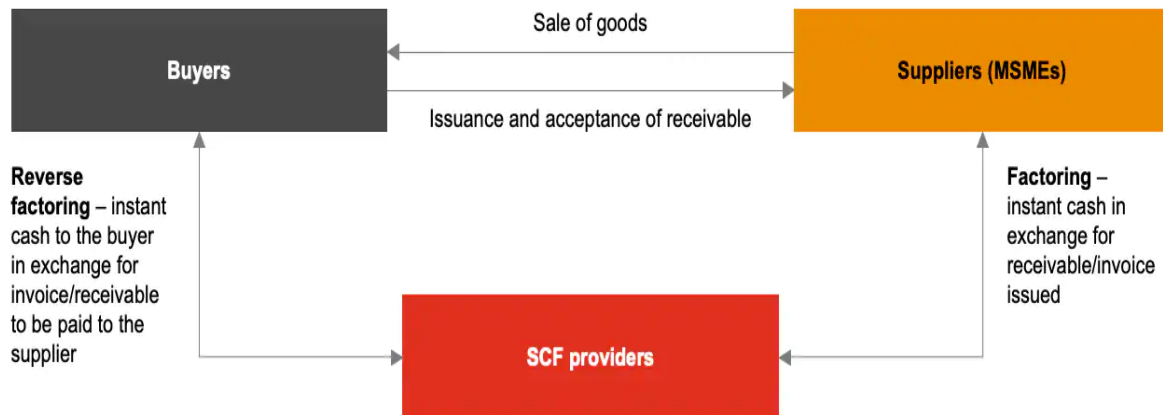 Sale of goods
Buyers
Suppliers (MSMEs)
Issuance and acceptance of receivable
Reverse
factoring – instant
cash to the buyer
in exchange for
invoice/receivable
to be paid to the
supplier
Factoring –
instant cash in
exchange for
receivable/invoice
issued
SCF providers